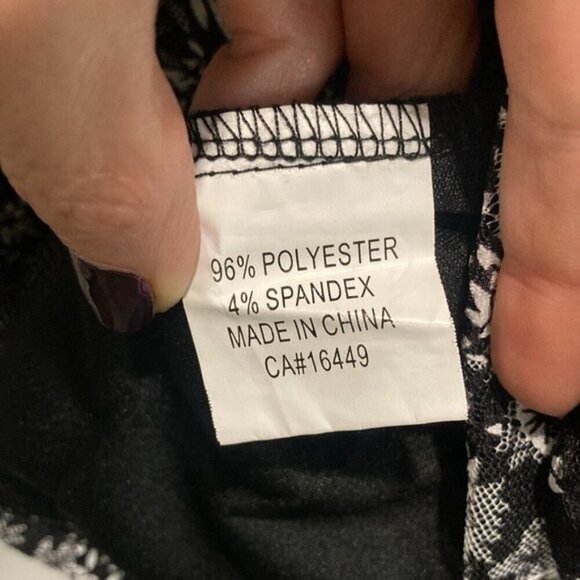 96% POLYESTER
4% SPANDEX
MADE IN CHINA
CA#16449